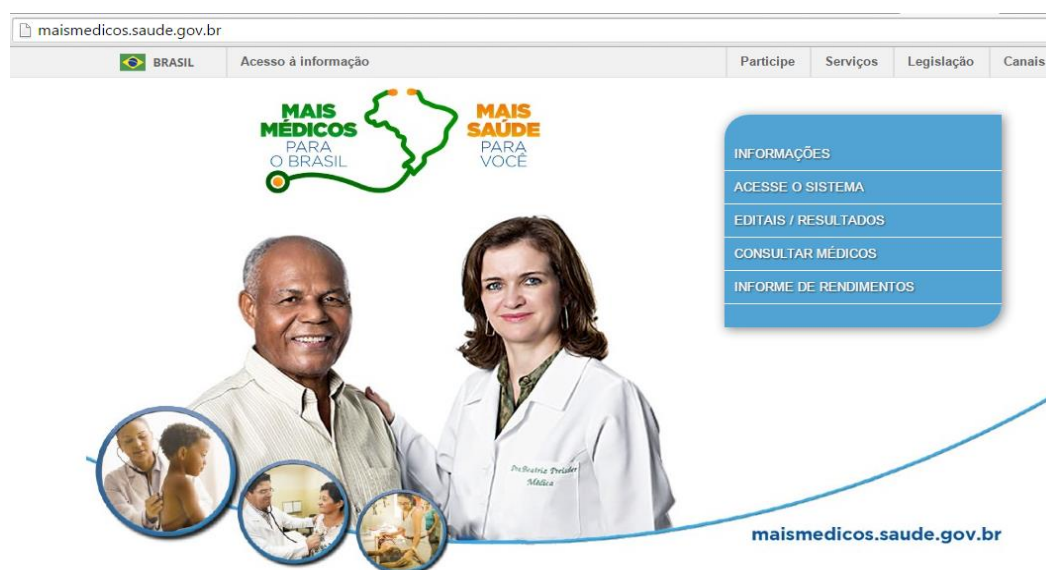 maismedicos.saude.gov.br
BRASIL
Acesso à informação
Participe
Serviços
Legislação
Canais
MAIS
MÉDICOS
PARA
O BRASIL
MAIS
SAÚDE
PARA
VOCÊ
INFORMAÇÕES
ACESSE O SISTEMA
EDITAIS / RESULTADOS
CONSULTAR MÉDICOS
INFORME DE RENDIMENTOS
Médica
maismedicos.saude.gov.br